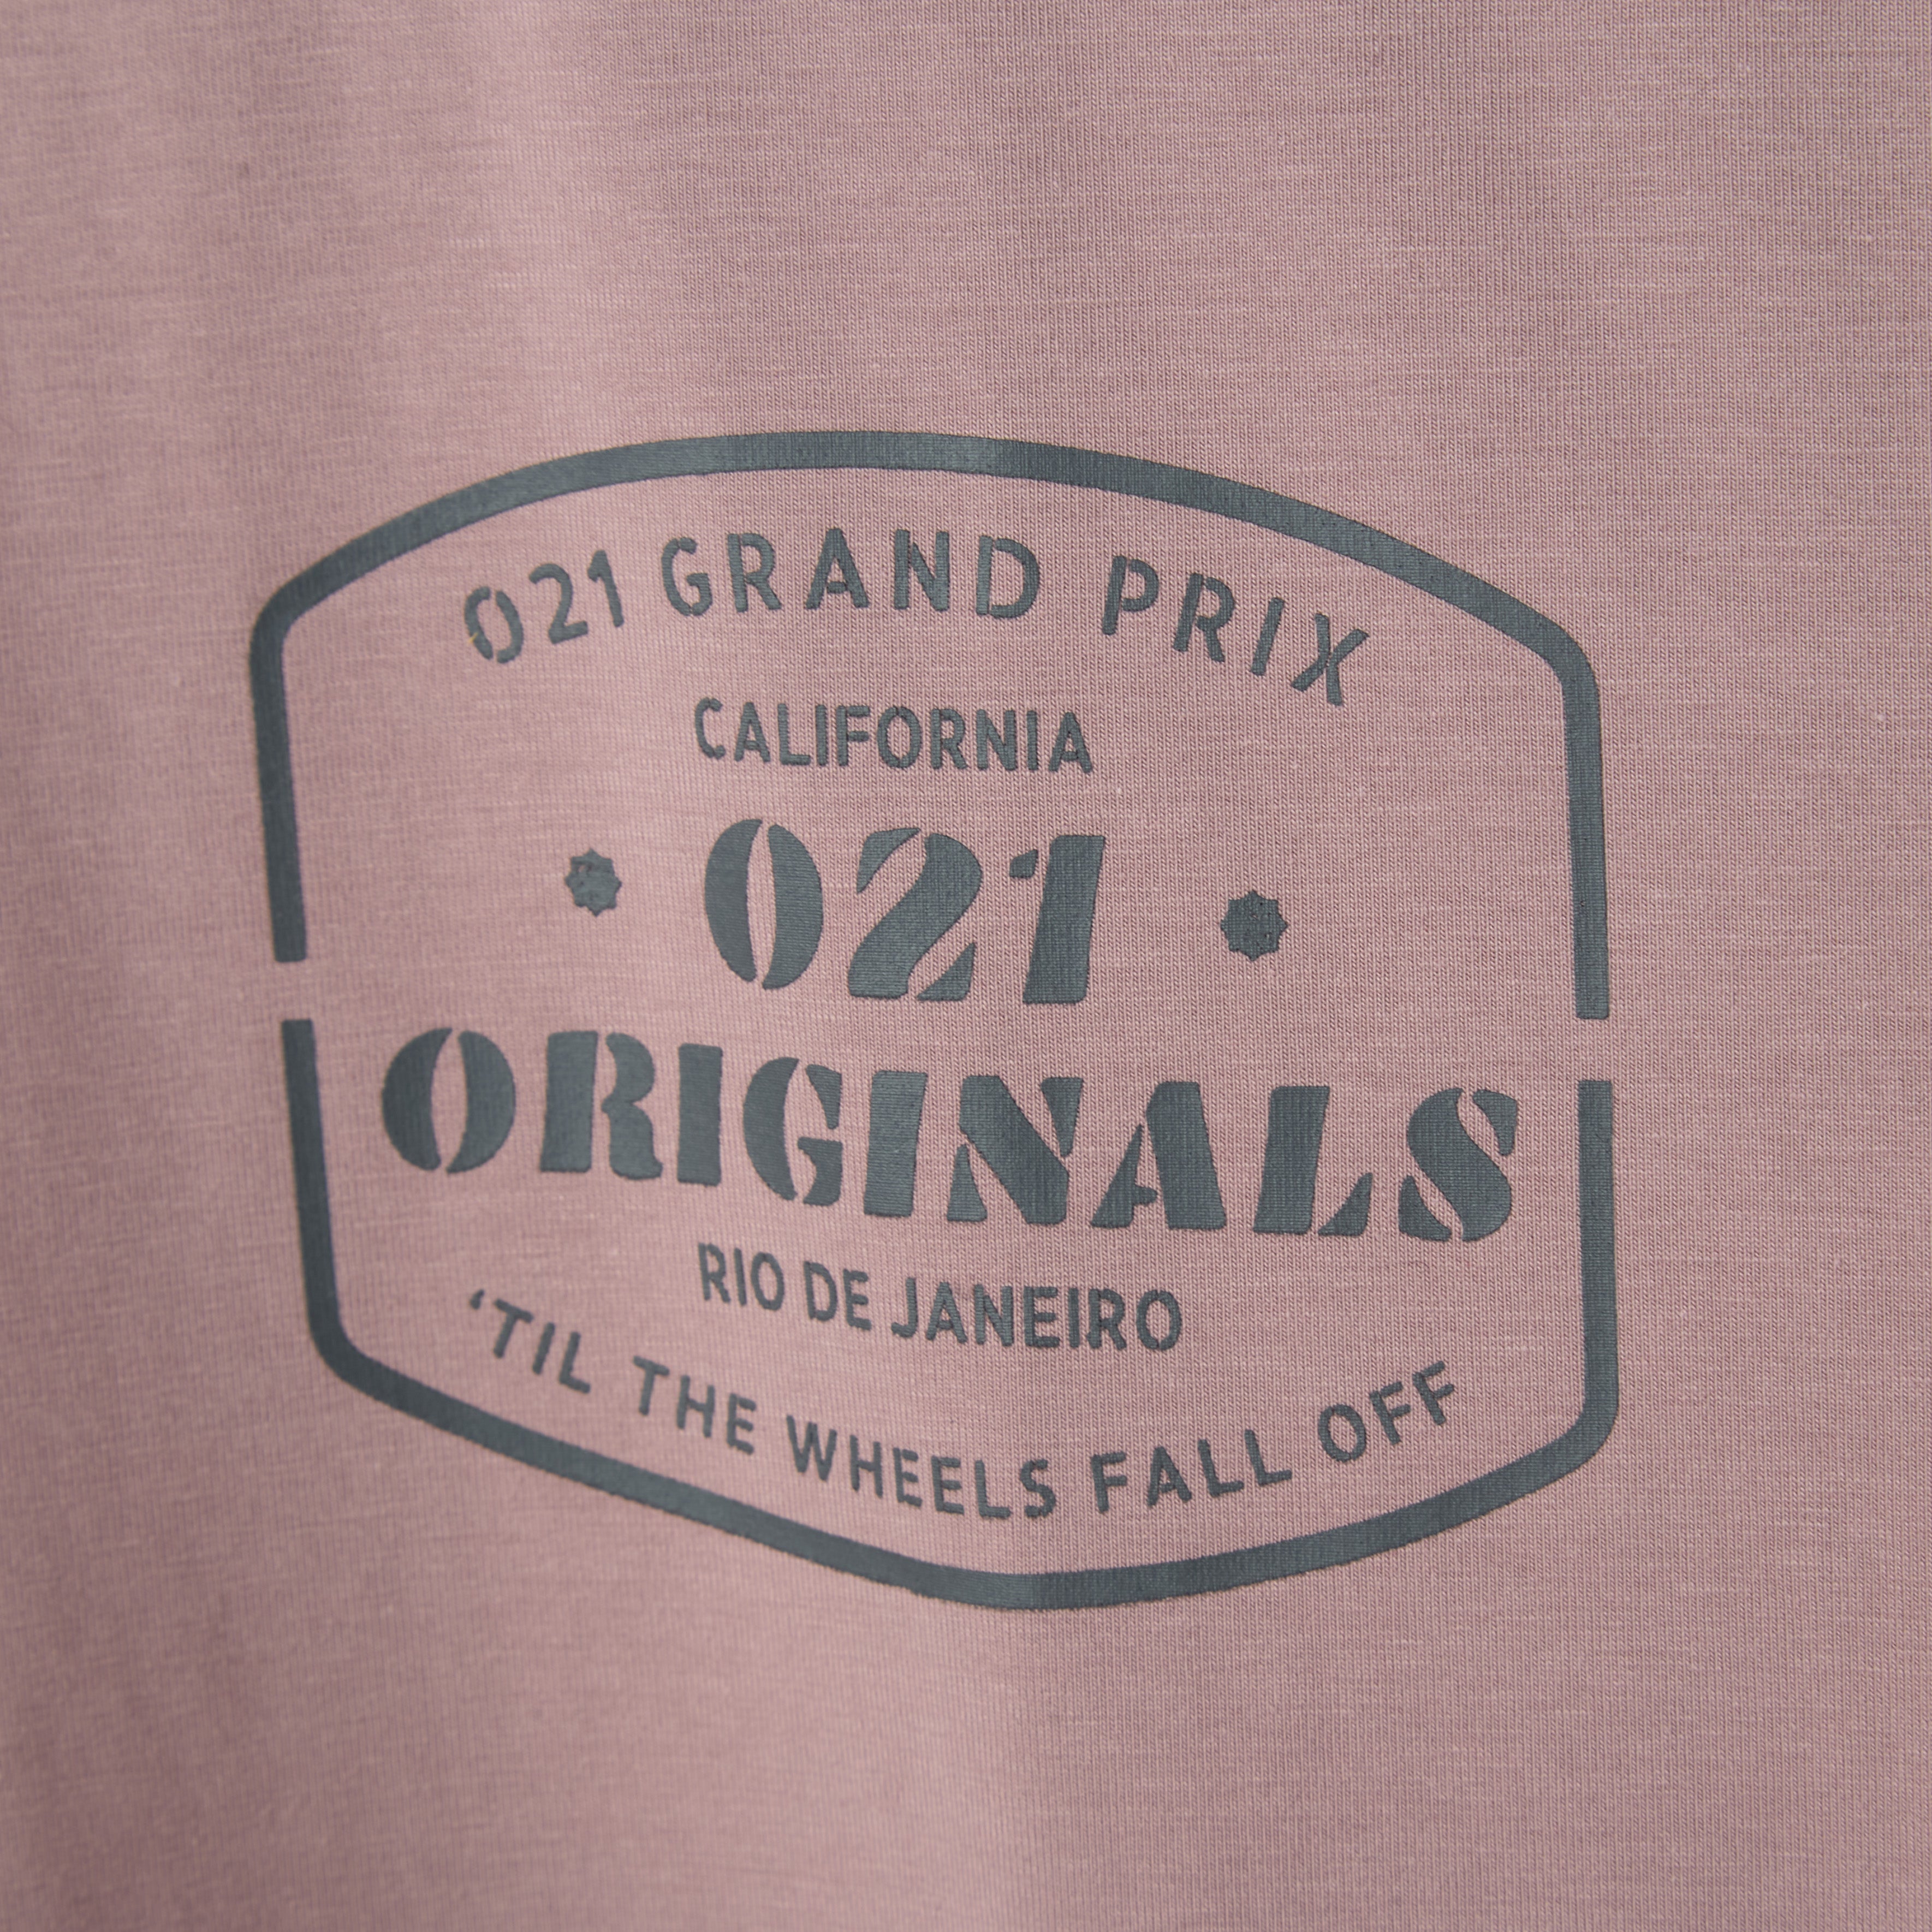 021 GRAND PRIX
CALIFORNIA
021
ORIGINALS
RIO DE JANEIRO
‘TIL THE WHEELS FALL OFF